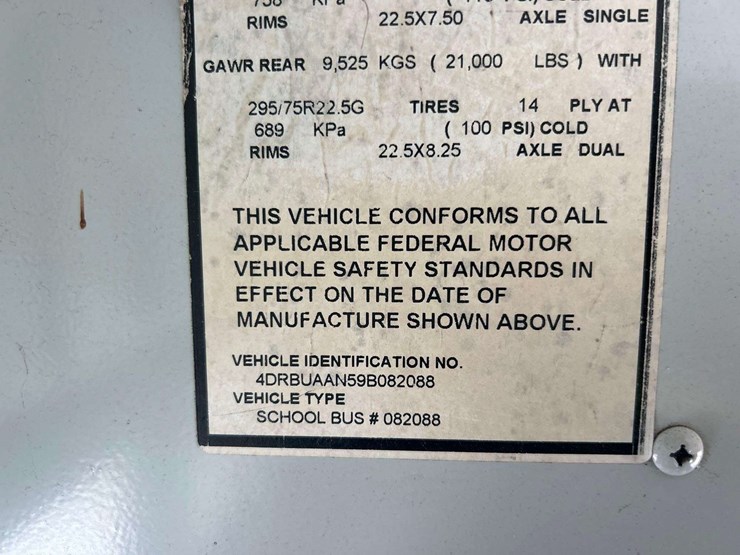 758 KPa
RIMS 22.5X7.50 AXLE SINGLE
GAWR REAR 9,525 KGS ( 21,000 LBS ) WITH
295/75R22.5G TIRES 14 PLY AT
689 KPa ( 100 PSI) COLD
RIMS 22.5X8.25 AXLE DUAL
THIS VEHICLE CONFORMS TO ALL
APPLICABLE FEDERAL MOTOR
VEHICLE SAFETY STANDARDS IN
EFFECT ON THE DATE OF
MANUFACTURE SHOWN ABOVE.
VEHICLE IDENTIFICATION NO.
4DRBUAAN59B082088
VEHICLE TYPE
SCHOOL BUS # 082088